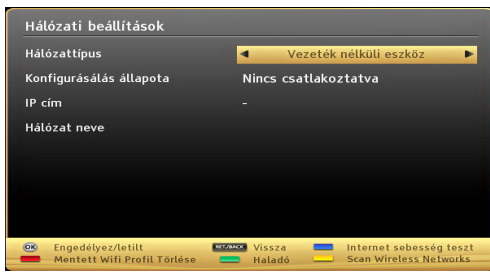 Hálózati beállítások
Hálózattípus Vezeték nélküli eszköz
Konfigurásálás állapota Nincs csatlakoztatva
IP cím -
Hálózat neve
OK Engedélyez/letilt RET./BACK Vissza Internet sebesség teszt
Mentett Wifi Profil Törlése Haladó Scan Wireless Networks